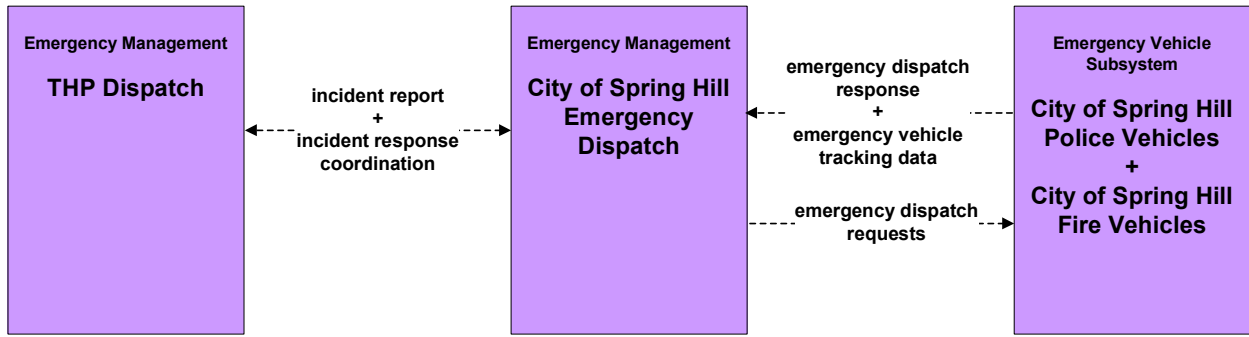 Emergency Management
THP Dispatch
incident report
+
incident response
coordination
Emergency Management
City of Spring Hill
Emergency
Dispatch
emergency dispatch
response
+
emergency vehicle
tracking data
emergency dispatch
requests
Emergency Vehicle
Subsystem
City of Spring Hill
Police Vehicles
+
City of Spring Hill
Fire Vehicles